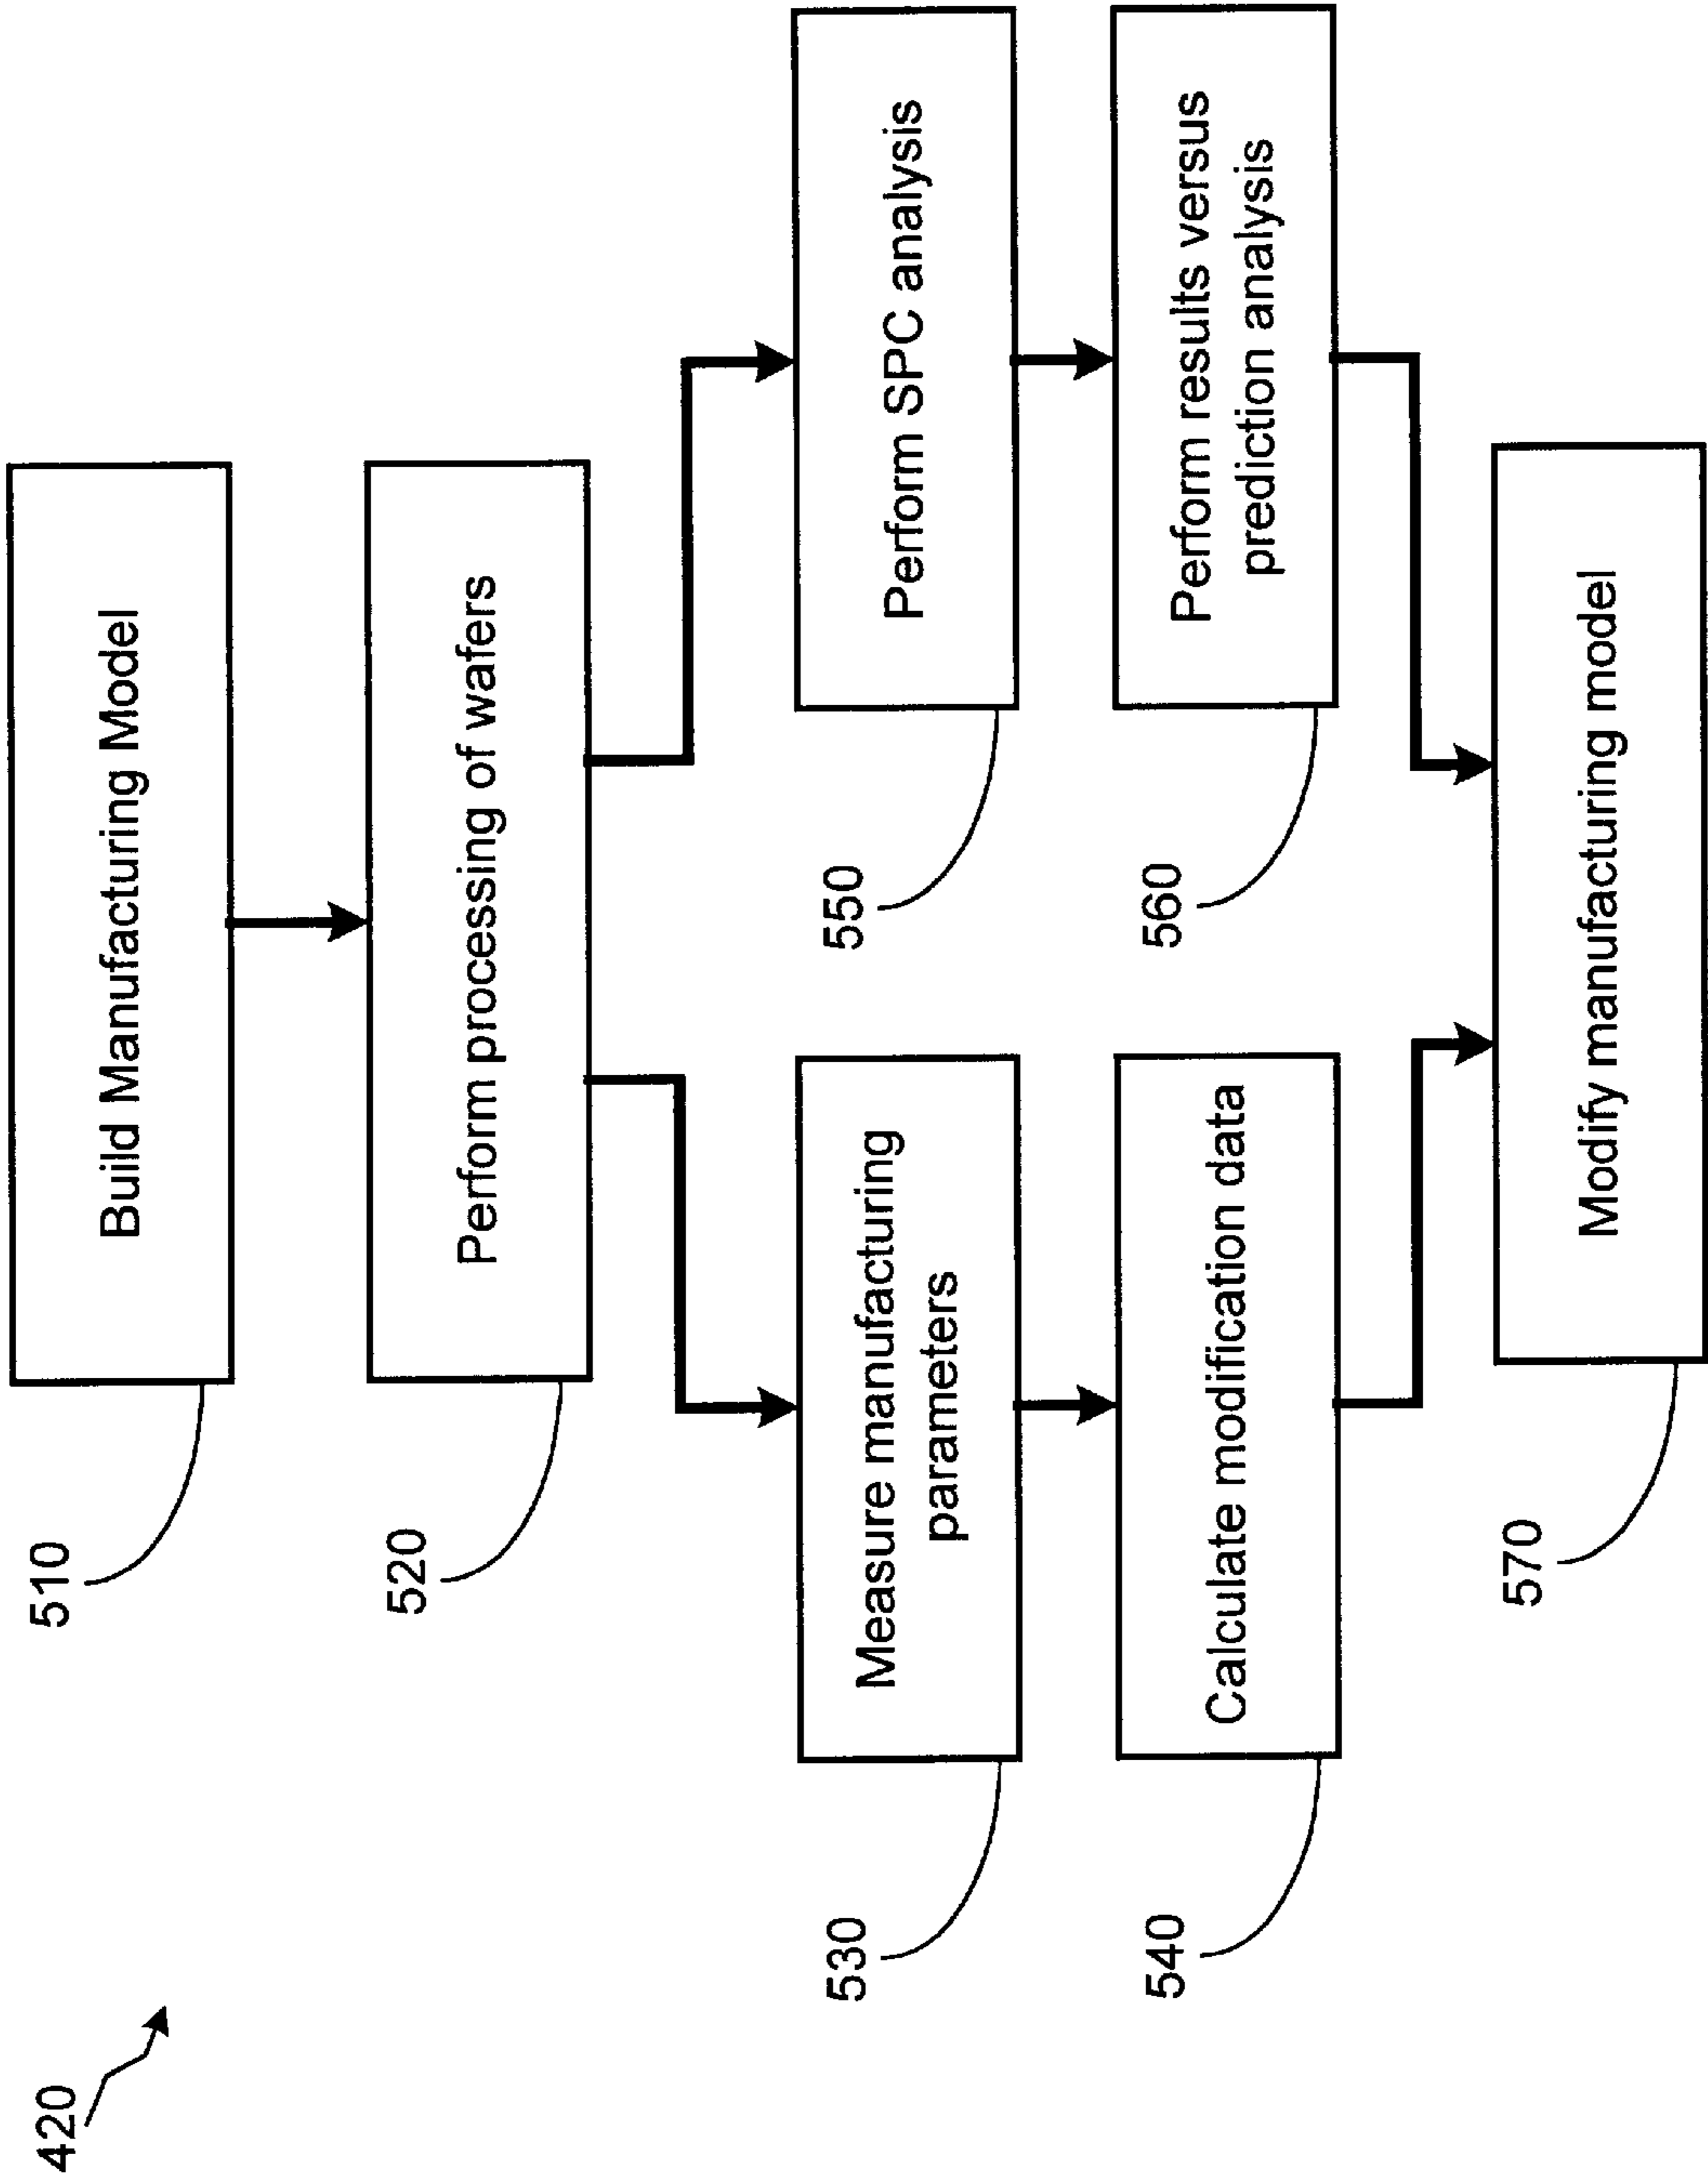 420
510
Build Manufacturing Model
520
Perform processing of wafers
530
Measure manufacturing
parameters
550
Perform SPC analysis
540
Calculate modification data
560
Perform results versus
prediction analysis
570
Modify manufacturing model